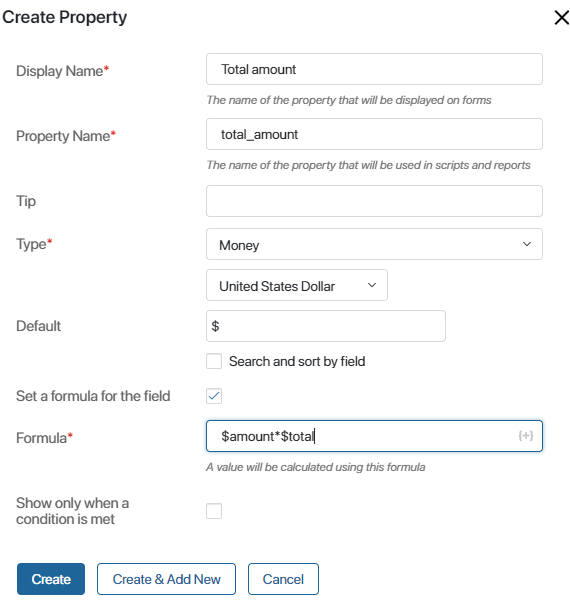 Create Property
Display Name*
Total amount
The name of the property that will be displayed on forms
Property Name*
total_amount
The name of the property that will be used in scripts and reports
Tip
Type*
Money
United States Dollar
Default
$
Search and sort by field
Set a formula for the field
Formula*
$amount*$total
{+}
A value will be calculated using this formula
Show only when a
condition is met
Create
Create & Add New
Cancel